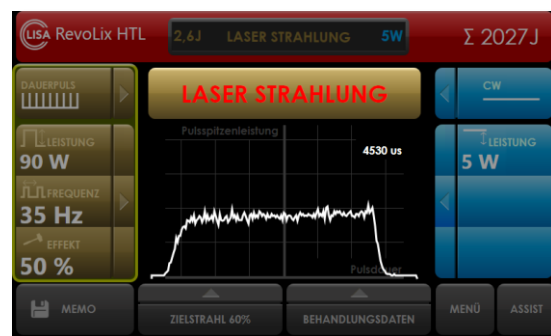 LISA RevoLix HTL
2,6J LASER STRAHLUNG 5W
Σ 2027J
DAUERPULS
LASER STRAHLUNG
CW
Pulsspitzenleistung
4530 us
LEISTUNG
90 W
FREQUENZ
35 Hz
EFFEKT
50 %
LEISTUNG
5 W
Pulsdauer
MEMO
ZIELSTRAHL 60%
BEHANDLUNGSDATEN
MENÜ
ASSIST